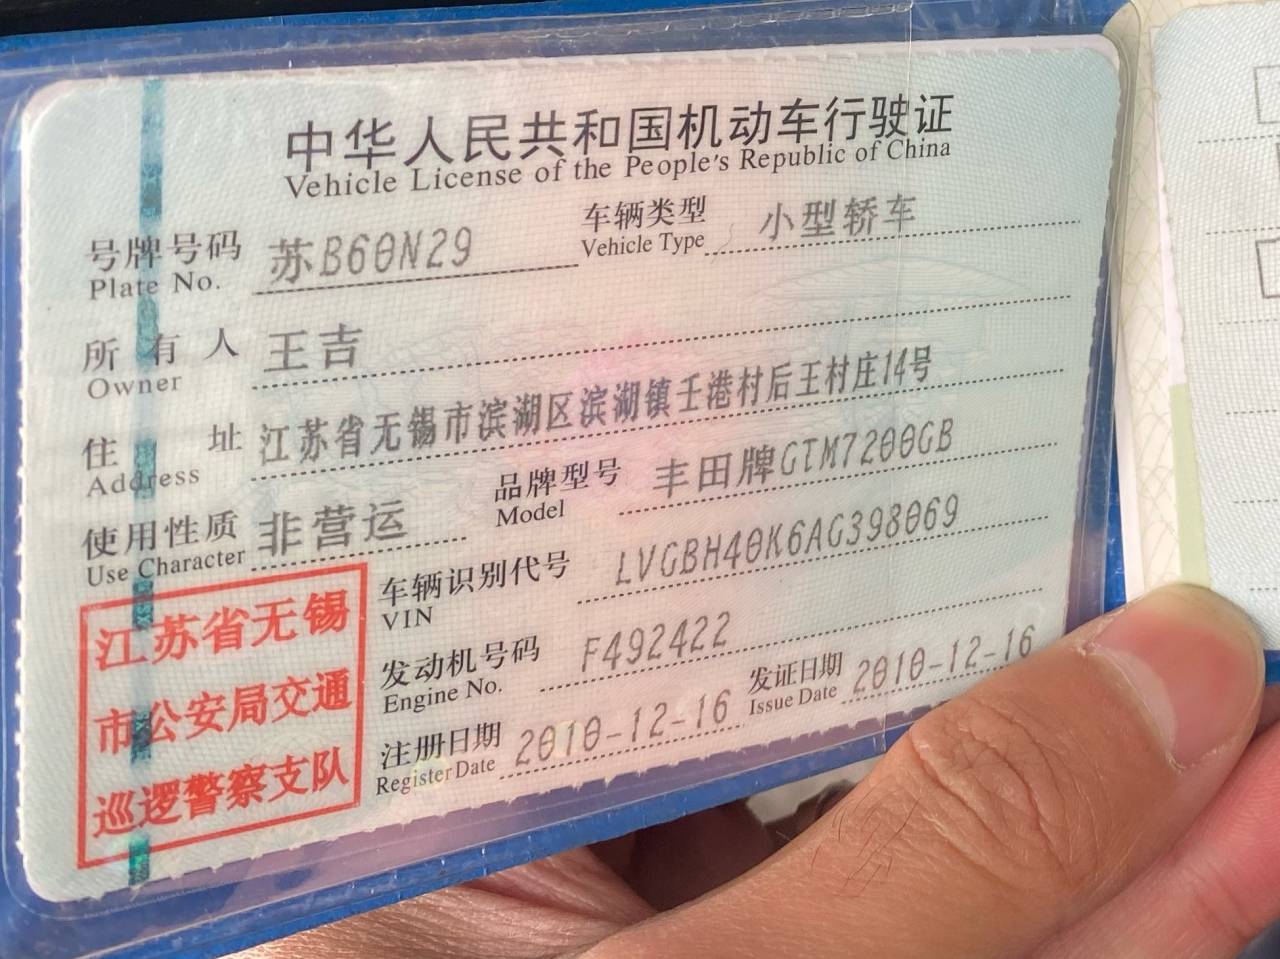 中华人民共和国机动车行驶证
Vehicle License of the People's Republic of China
号牌号码 苏B60N29 车辆类型 小型轿车
Plate No. Vehicle Type
所有人 王吉
Owner
住址 江苏省无锡市滨湖区滨湖镇壬港村后王村庄14号
Address
使用性质 非营运 品牌型号 丰田牌GTM7200GB
Use Character Model
江苏省无锡
市公安局交通
巡逻警察支队
车辆识别代号 LVGBH40K6AG398069
VIN
发动机号码 F492422
Engine No.
注册日期 2010-12-16 发证日期 2010-12-16
Register Date Issue Date